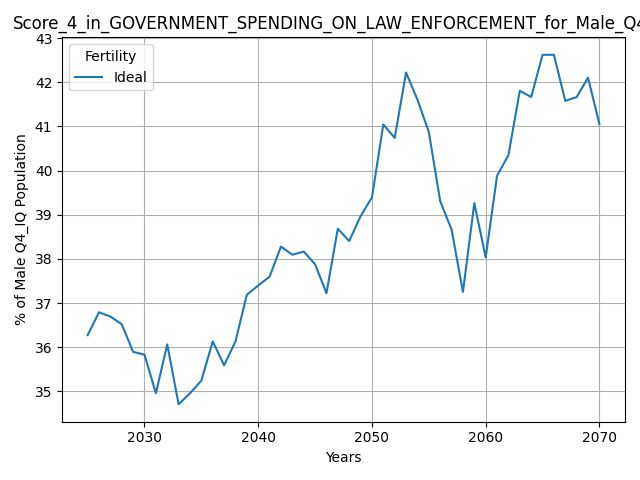 Score_4_in_GOVERNMENT_SPENDING_ON_LAW_ENFORCEMENT_for_Male_Q4
43
42
41
40
39
38
37
36
35
% of Male Q4_IQ Population
Fertility
Ideal
2030 2040 2050 2060 2070
Years